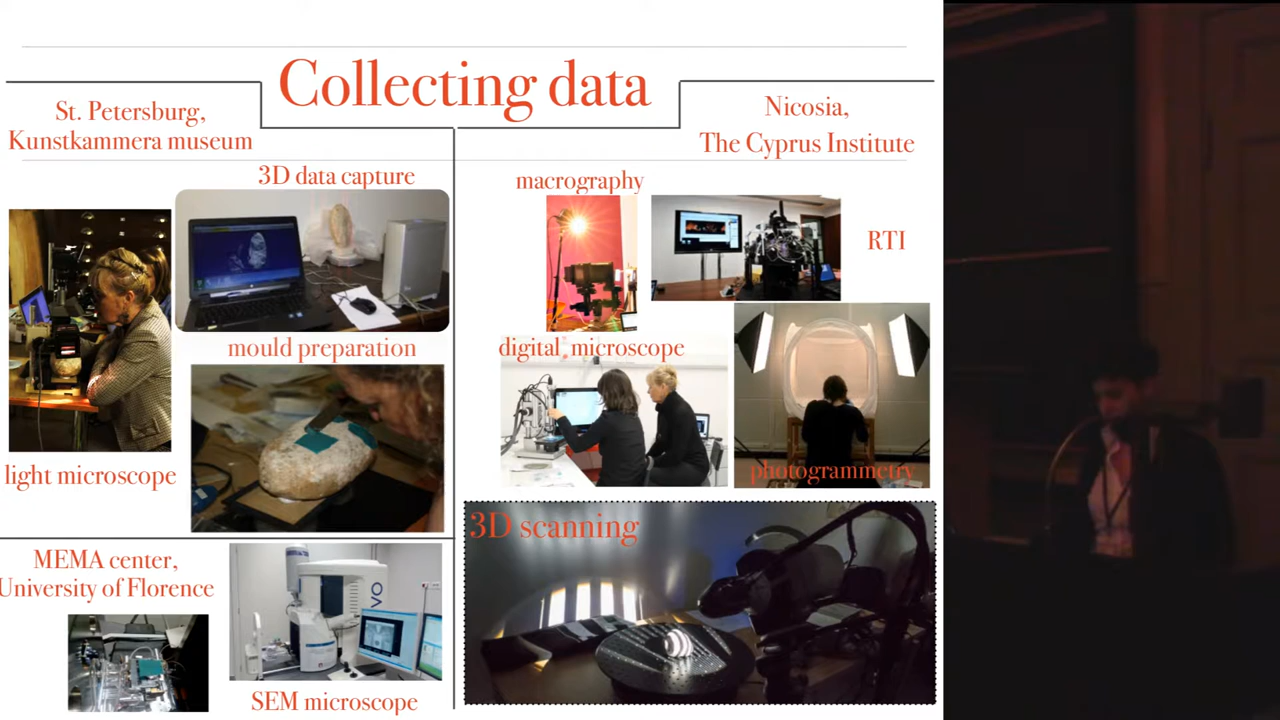 Collecting data
St. Petersburg,
Kunstkammera museum
3D data capture
mould preparation
light microscope
MEMA center,
University of Florence
VO
SEM microscope
Nicosia,
The Cyprus Institute
macrography
RTI
digital microscope
photogrammetry
3D scanning